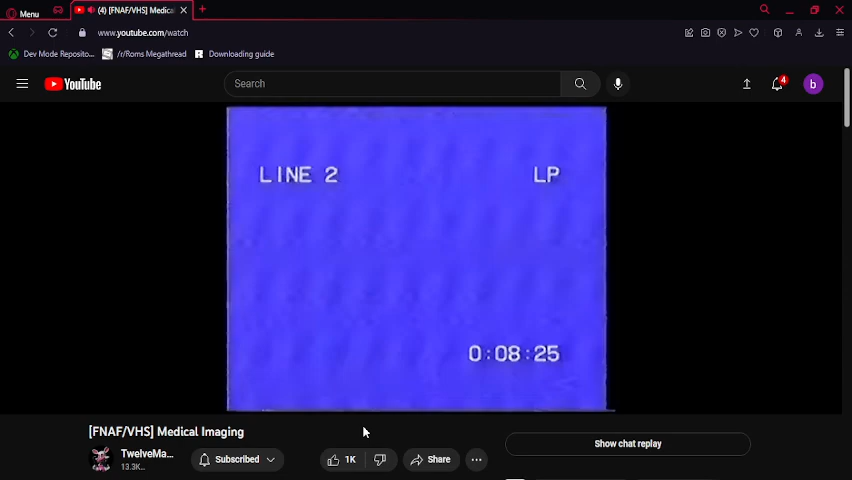 Menu
(4) [FNAF/VHS] Medical
www.youtube.com/watch
Dev Mode Reposito...
r/Roms Megathread
Downloading guide
YouTube
Search
4
b
LINE 2
LP
0:08:25
[FNAF/VHS] Medical Imaging
Show chat replay
TwelveMa...
13.3K...
Subscribed
1K
Share